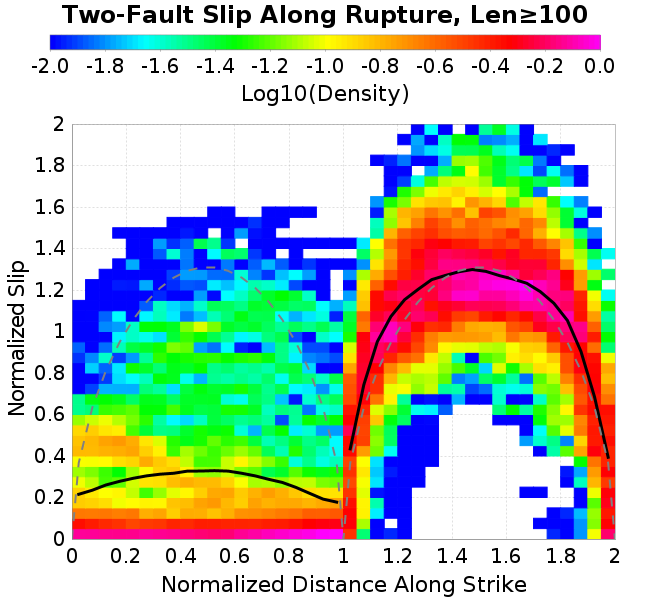 Two-Fault Slip Along Rupture, Len≥100
-2.0 -1.8 -1.6 -1.4 -1.2 -1.0 -0.8 -0.6 -0.4 -0.2 0.0
Log10(Density)
2
1.8
1.6
1.4
1.2
1
0.8
0.6
0.4
0.2
0
Normalized Slip
0 0.2 0.4 0.6 0.8 1 1.2 1.4 1.6 1.8 2
Normalized Distance Along Strike